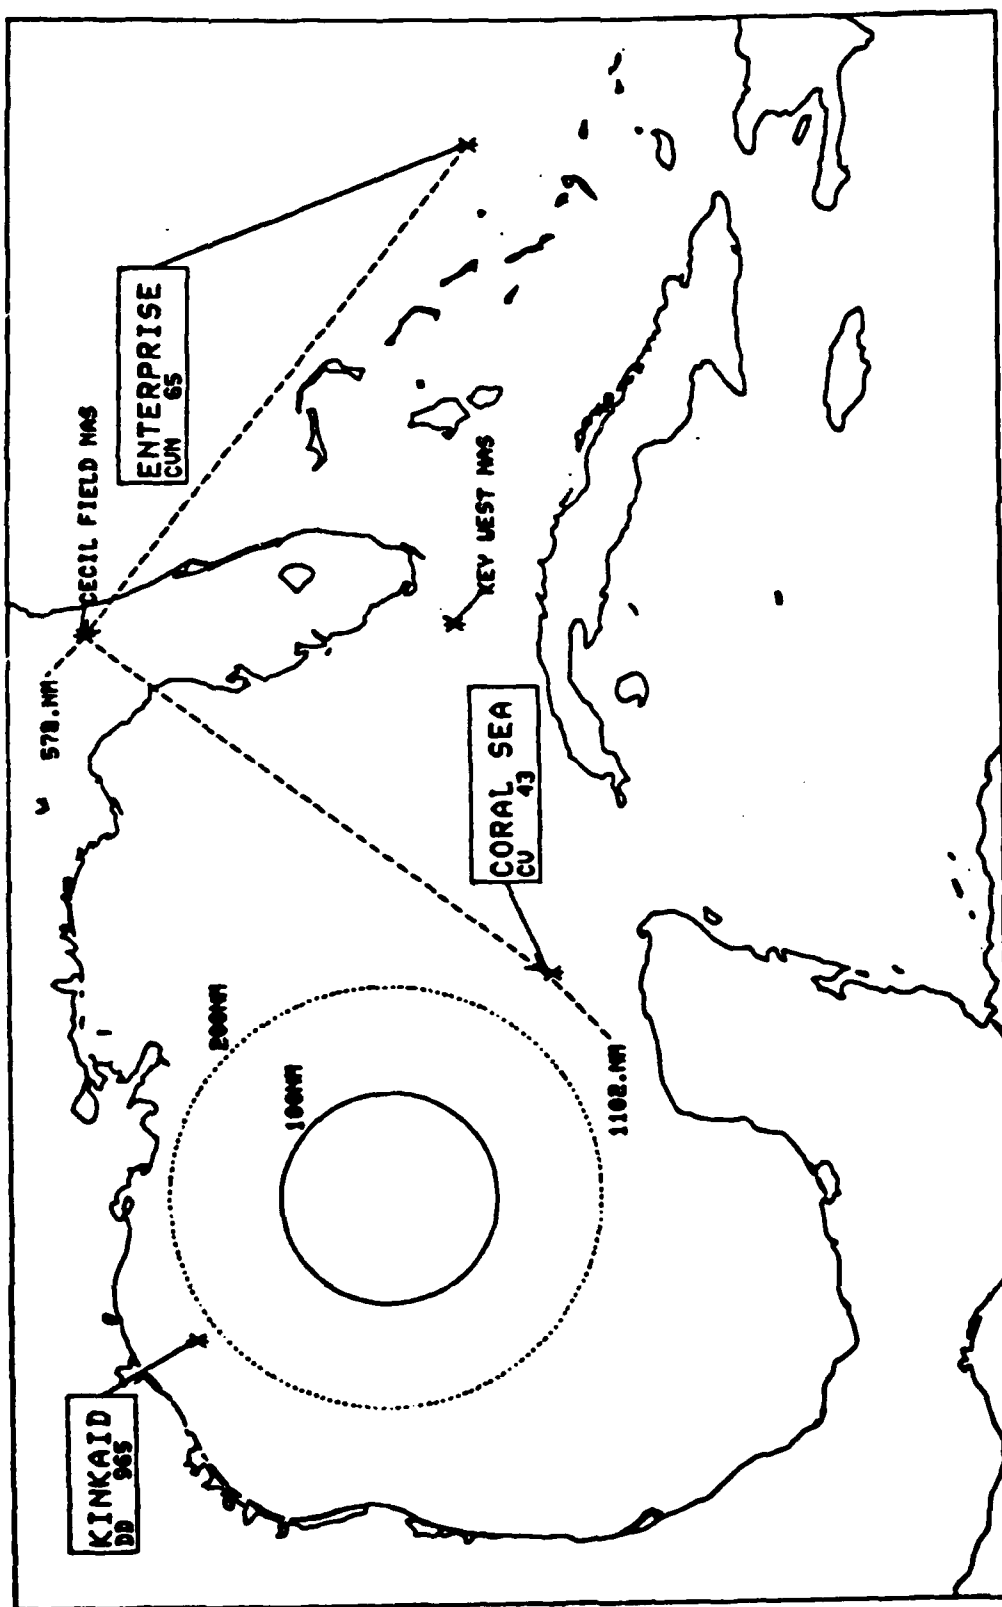 KINKAID
DD 965
200NM
100NM
1102.NM
CORAL SEA
CV 43
578.NM
CECIL FIELD NAS
KEY WEST NAS
ENTERPRISE
CVN 65